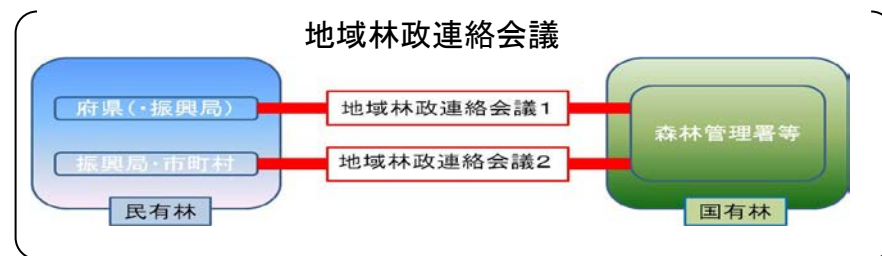 地域林政連絡会議
府県(・振興局)
地域林政連絡会議1
森林管理署等
振興局・市町村
地域林政連絡会議2
民有林
国有林